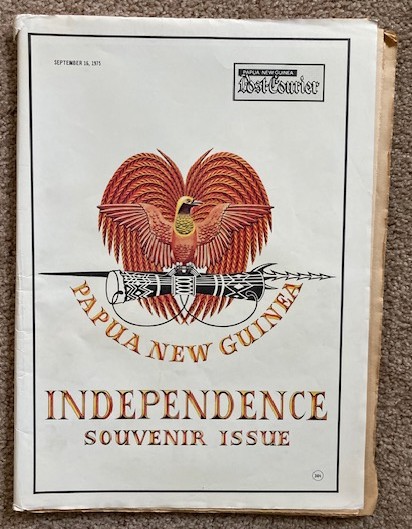 SEPTEMBER 16, 1975
PAPUA NEW GUINEA
Post-Courier
PAPUA NEW GUINEA
INDEPENDENCE
SOUVENIR ISSUE